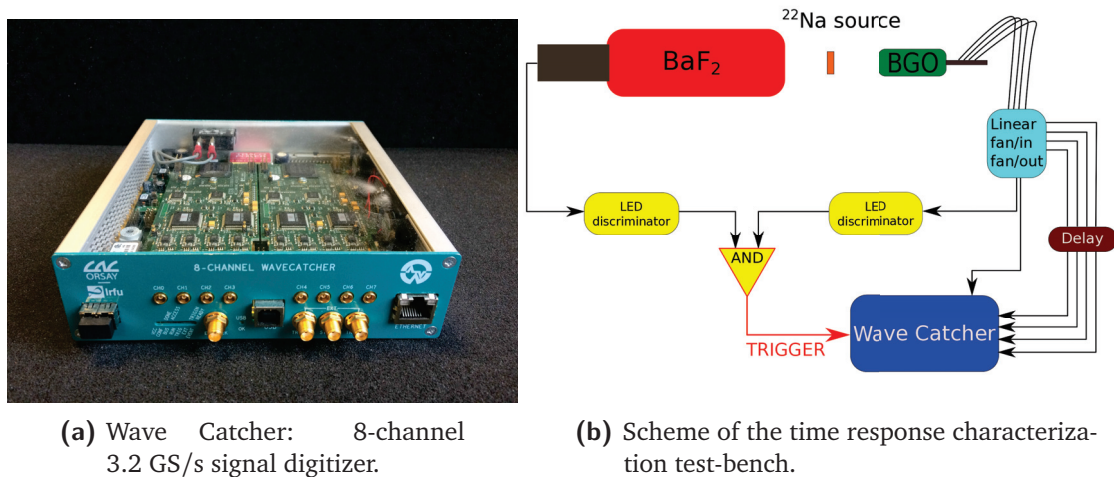 CAC
ORSAY
Irfu
8-CHANNEL WAVECATCHER
CH0 CH1 CH2 CH3 CH4 CH5 CH6 CH7
USB
OK
ETHERNET
(a) Wave Catcher: 8-channel
3.2 GS/s signal digitizer.
²²Na source
BaF₂
BGO
Linear
fan/in
fan/out
LED
discriminator
LED
discriminator
AND
Delay
TRIGGER
Wave Catcher
(b) Scheme of the time response characteriza-
tion test-bench.